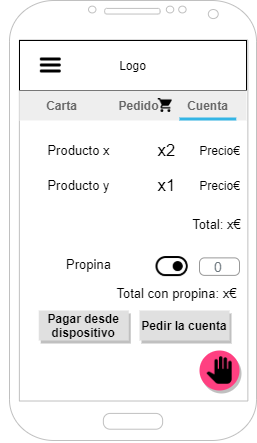 Logo
Carta Pedido Cuenta
Producto x x2 Precio€
Producto y x1 Precio€
Total: x€
Propina 0
Total con propina: x€
Pagar desde
dispositivo
Pedir la cuenta